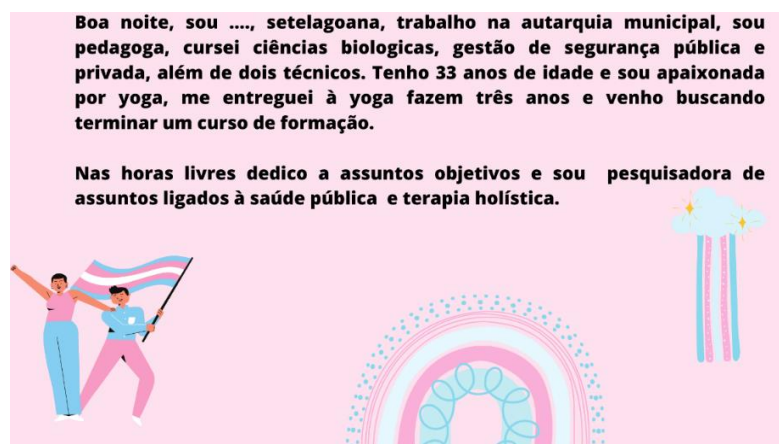 Boa noite, sou ...., setelagoana, trabalho na autarquia municipal, sou
pedagoga, cursei ciências biologicas, gestão de segurança pública e
privada, além de dois técnicos. Tenho 33 anos de idade e sou apaixonada
por yoga, me entreguei à yoga fazem três anos e venho buscando
terminar um curso de formação.
Nas horas livres dedico a assuntos objetivos e sou pesquisadora de
assuntos ligados à saúde pública e terapia holística.